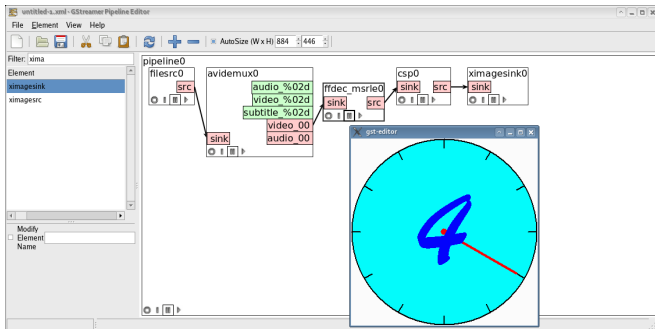 untitled-1.xml - GStreamer Pipeline Editor
File Element View Help
AutoSize (W x H) 884 446
Filter: xima
Element
ximagesink
ximagesrc
Modify
Element
Name
pipeline0
filesrc0
src
avidemux0
audio_%02d
video_%02d
subtitle_%02d
video_00
sink audio_00
ffdec_msrle0
sink src
csp0
sink src
ximagesink0
sink
gst-editor
4